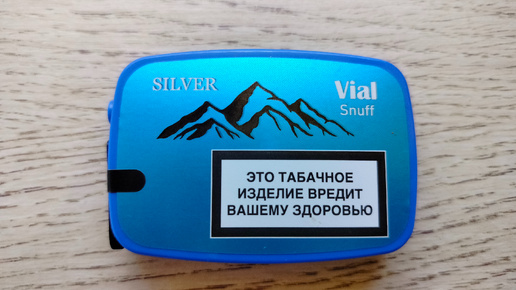 SILVER
Vial
Snuff
ЭТО ТАБАЧНОЕ
ИЗДЕЛИЕ ВРЕДИТ
ВАШЕМУ ЗДОРОВЬЮ